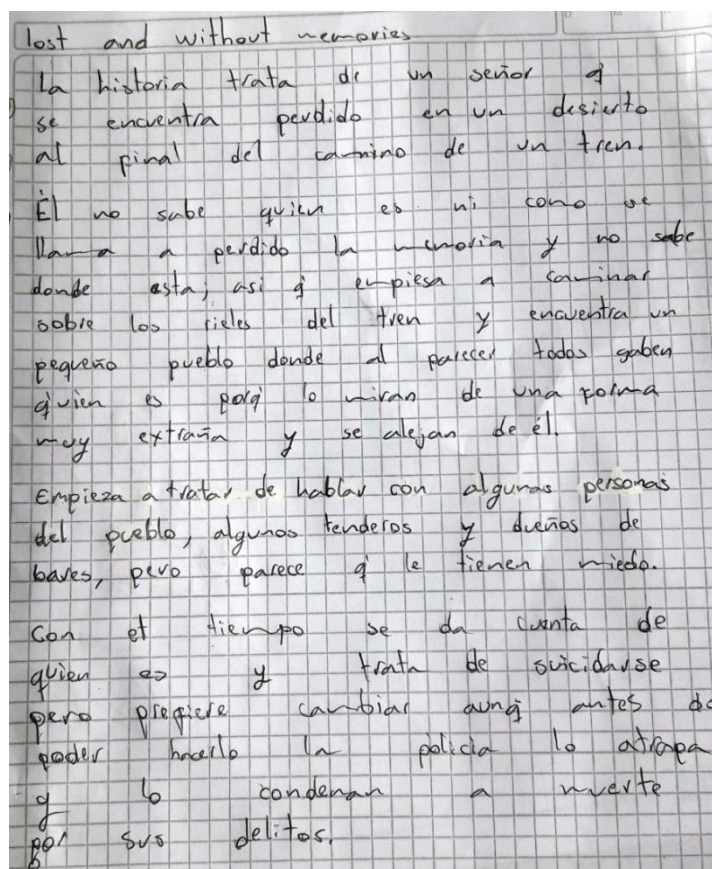 lost and without memories
La historia trata de un señor q
se encuentra perdido en un desierto
al final del camino de un tren.
Él no sabe quien es ni como se
llama a perdido la memoria y no sabe
donde esta; asi q empiesa a caminar
sobre los rieles del tren y encuentra un
pequeño pueblo donde al parecer todos saben
quien es porq lo miran de una forma
muy extraña y se alejan de él.
Empieza a tratar de hablar con algunas personas
del pueblo, algunos tenderos y dueños de
bares, pero parece q le tienen miedo.
Con el tiempo se da cuenta de
quien es y trata de suicidarse
pero prefiere cambiar aunq antes de
poder hacerlo la policia lo atrapa
y lo condenan a muerte
por sus delitos.